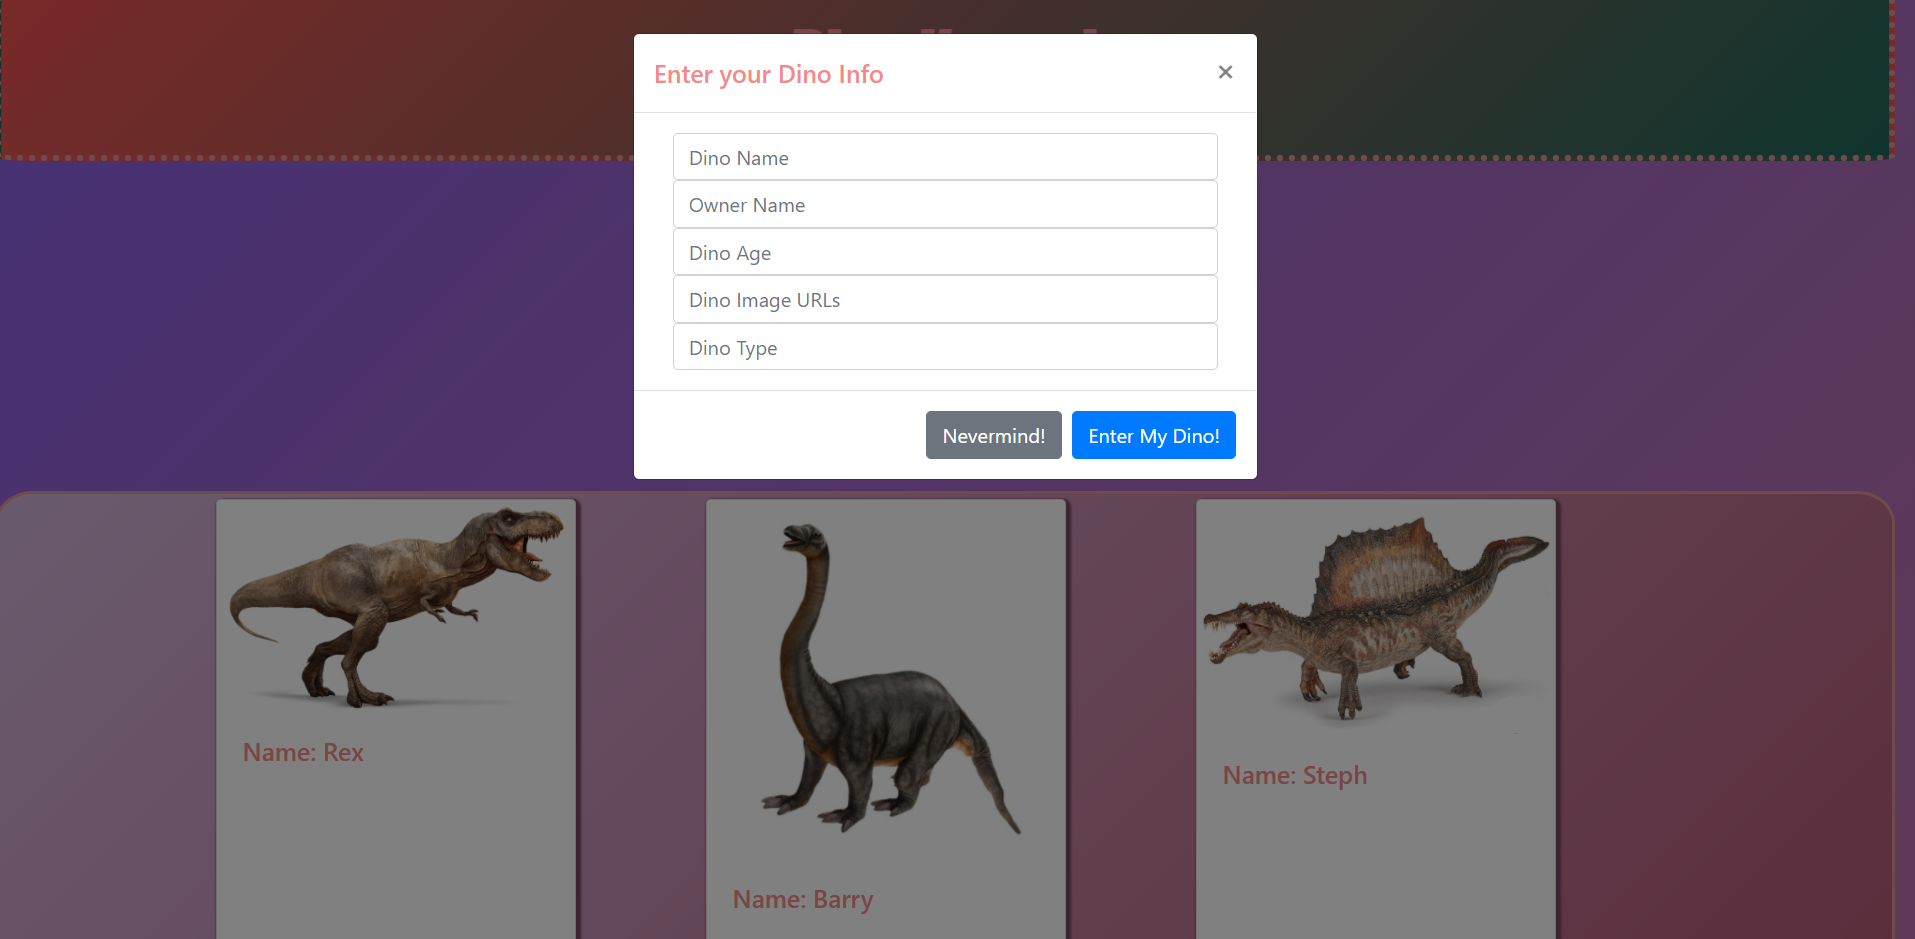 Enter your Dino Info
×
Dino Name
Owner Name
Dino Age
Dino Image URLs
Dino Type
Nevermind!
Enter My Dino!
Name: Rex
Name: Barry
Name: Steph